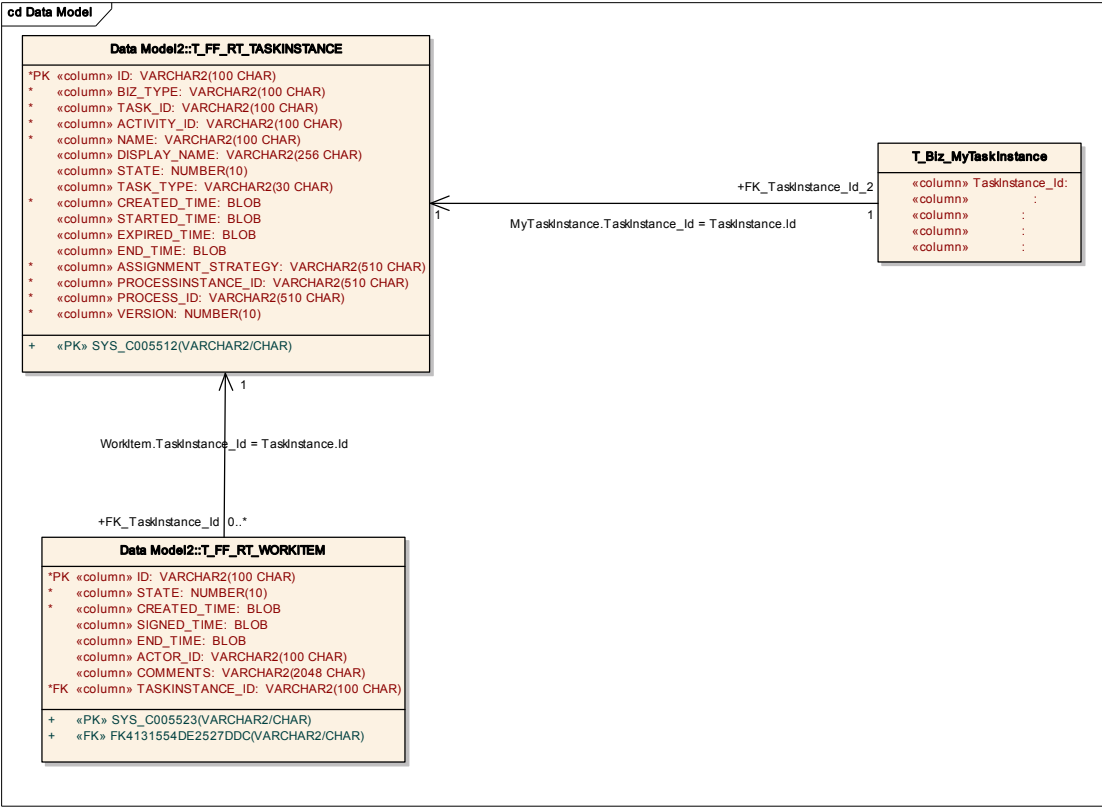 cd Data Model
Data Model2::T_FF_RT_TASKINSTANCE
*PK «column» ID: VARCHAR2(100 CHAR)
* «column» BIZ_TYPE: VARCHAR2(100 CHAR)
* «column» TASK_ID: VARCHAR2(100 CHAR)
* «column» ACTIVITY_ID: VARCHAR2(100 CHAR)
* «column» NAME: VARCHAR2(100 CHAR)
«column» DISPLAY_NAME: VARCHAR2(256 CHAR)
«column» STATE: NUMBER(10)
«column» TASK_TYPE: VARCHAR2(30 CHAR)
* «column» CREATED_TIME: BLOB
«column» STARTED_TIME: BLOB
«column» EXPIRED_TIME: BLOB
«column» END_TIME: BLOB
* «column» ASSIGNMENT_STRATEGY: VARCHAR2(510 CHAR)
* «column» PROCESSINSTANCE_ID: VARCHAR2(510 CHAR)
* «column» PROCESS_ID: VARCHAR2(510 CHAR)
* «column» VERSION: NUMBER(10)
+ «PK» SYS_C005512(VARCHAR2/CHAR)
T_Biz_MyTaskInstance
«column» TaskInstance_Id:
«column» :
«column» :
«column» :
«column» :
+FK_TaskInstance_Id_2
1
1
MyTaskInstance.TaskInstance_Id = TaskInstance.Id
1
WorkItem.TaskInstance_Id = TaskInstance.Id
+FK_TaskInstance_Id 0..*
Data Model2::T_FF_RT_WORKITEM
*PK «column» ID: VARCHAR2(100 CHAR)
* «column» STATE: NUMBER(10)
* «column» CREATED_TIME: BLOB
«column» SIGNED_TIME: BLOB
«column» END_TIME: BLOB
«column» ACTOR_ID: VARCHAR2(100 CHAR)
«column» COMMENTS: VARCHAR2(2048 CHAR)
*FK «column» TASKINSTANCE_ID: VARCHAR2(100 CHAR)
+ «PK» SYS_C005523(VARCHAR2/CHAR)
+ «FK» FK4131554DE2527DDC(VARCHAR2/CHAR)